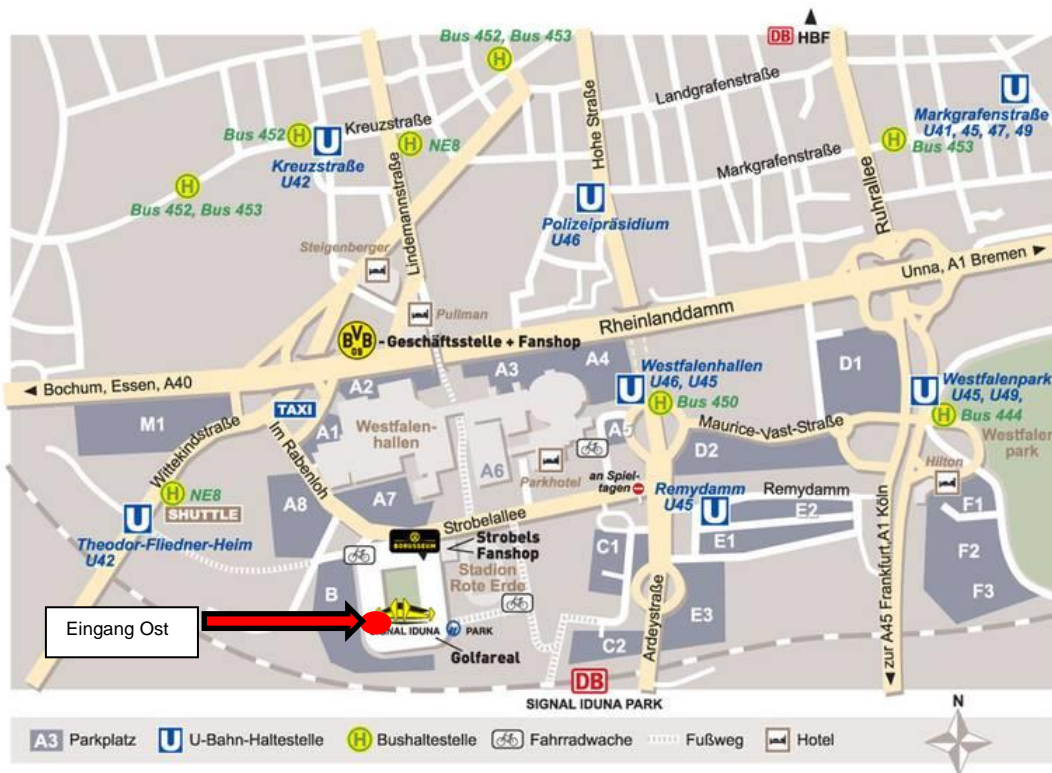 DB HBF
Bus 452, Bus 453
Landgrafenstraße
Hohe Straße
Markgrafenstraße
U41, 45, 47, 49
H Bus 453
Bus 452 H
U
Kreuzstraße
H NE8
Kreuzstraße
U42
Markgrafenstraße
Ruhrallee
H
Bus 452, Bus 453
Lindemannstraße
U
Polizeipräsidium
U46
Steigenberger
Unna, A1 Bremen
Pullman
Rheinlanddamm
BVB 09
-Geschäftsstelle + Fanshop
Bochum, Essen, A40
A2
A3
A4
D1
Westfalenhallen
U46, U45
H Bus 450
Westfalenpark
U45, U49,
H Bus 444
M1
TAXI
A1
Westfalen-
hallen
A5
Maurice-Vast-Straße
Westfalen
park
Wittekindstraße
Im Rabenloh
A6
Parkhotel
D2
Hilton
an Spiel-
tagen
Remydamm
U45
Remydamm
H NE8
SHUTTLE
A8
A7
Strobelallee
E2
F1
U
Theodor-Fliedner-Heim
U42
BORUSSEUM
Strobels
Fanshop
Stadion
Rote Erde
C1
E1
F2
F3
B
Eingang Ost
GNAL IDUNA PARK
Golfareal
C2
E3
Ardeystraße
zur A45 Frankfurt,A1 Köln
DB
SIGNAL IDUNA PARK
N
A3 Parkplatz U U-Bahn-Haltestelle H Bushaltestelle Fahrradwache Fußweg Hotel